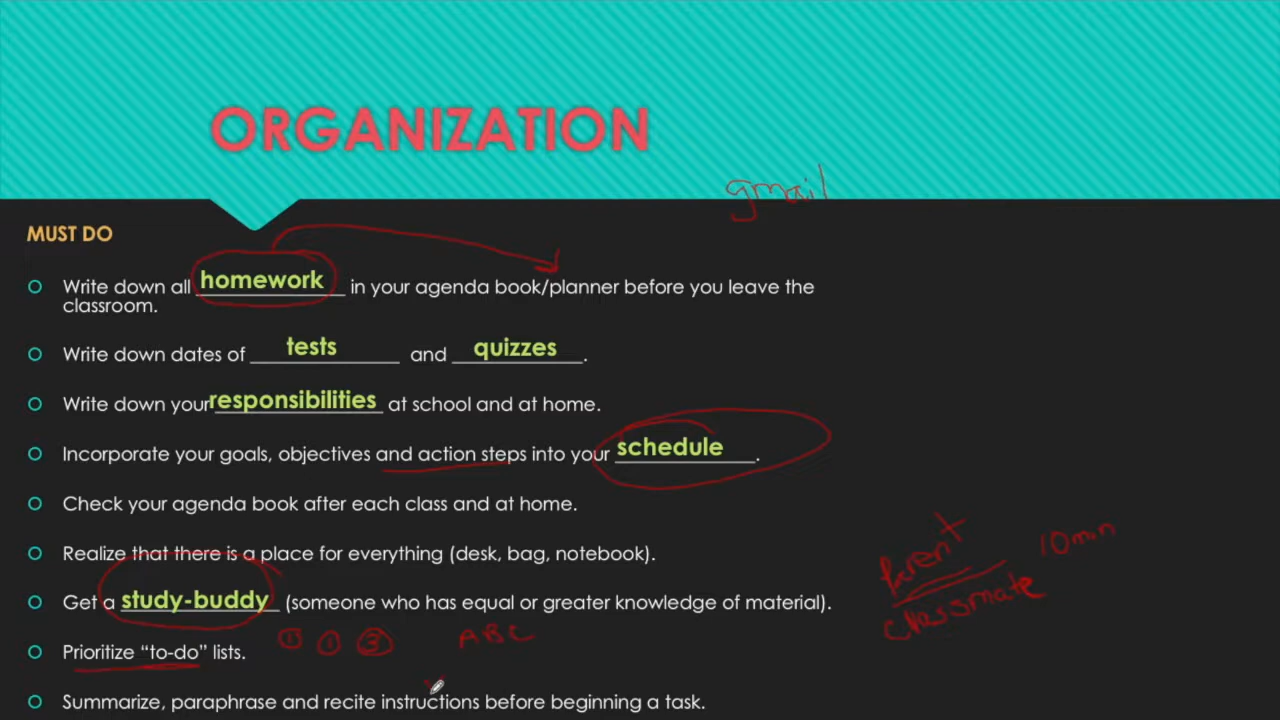 ORGANIZATION
gmail
MUST DO
Write down all homework in your agenda book/planner before you leave the
classroom.
Write down dates of tests and quizzes.
Write down your responsibilities at school and at home.
Incorporate your goals, objectives and action steps into your schedule.
Check your agenda book after each class and at home.
Realize that there is a place for everything (desk, bag, notebook).
Parent 10min
classmate
Get a study-buddy (someone who has equal or greater knowledge of material).
1 1 3 ABC
Prioritize “to-do” lists.
Summarize, paraphrase and recite instructions before beginning a task.